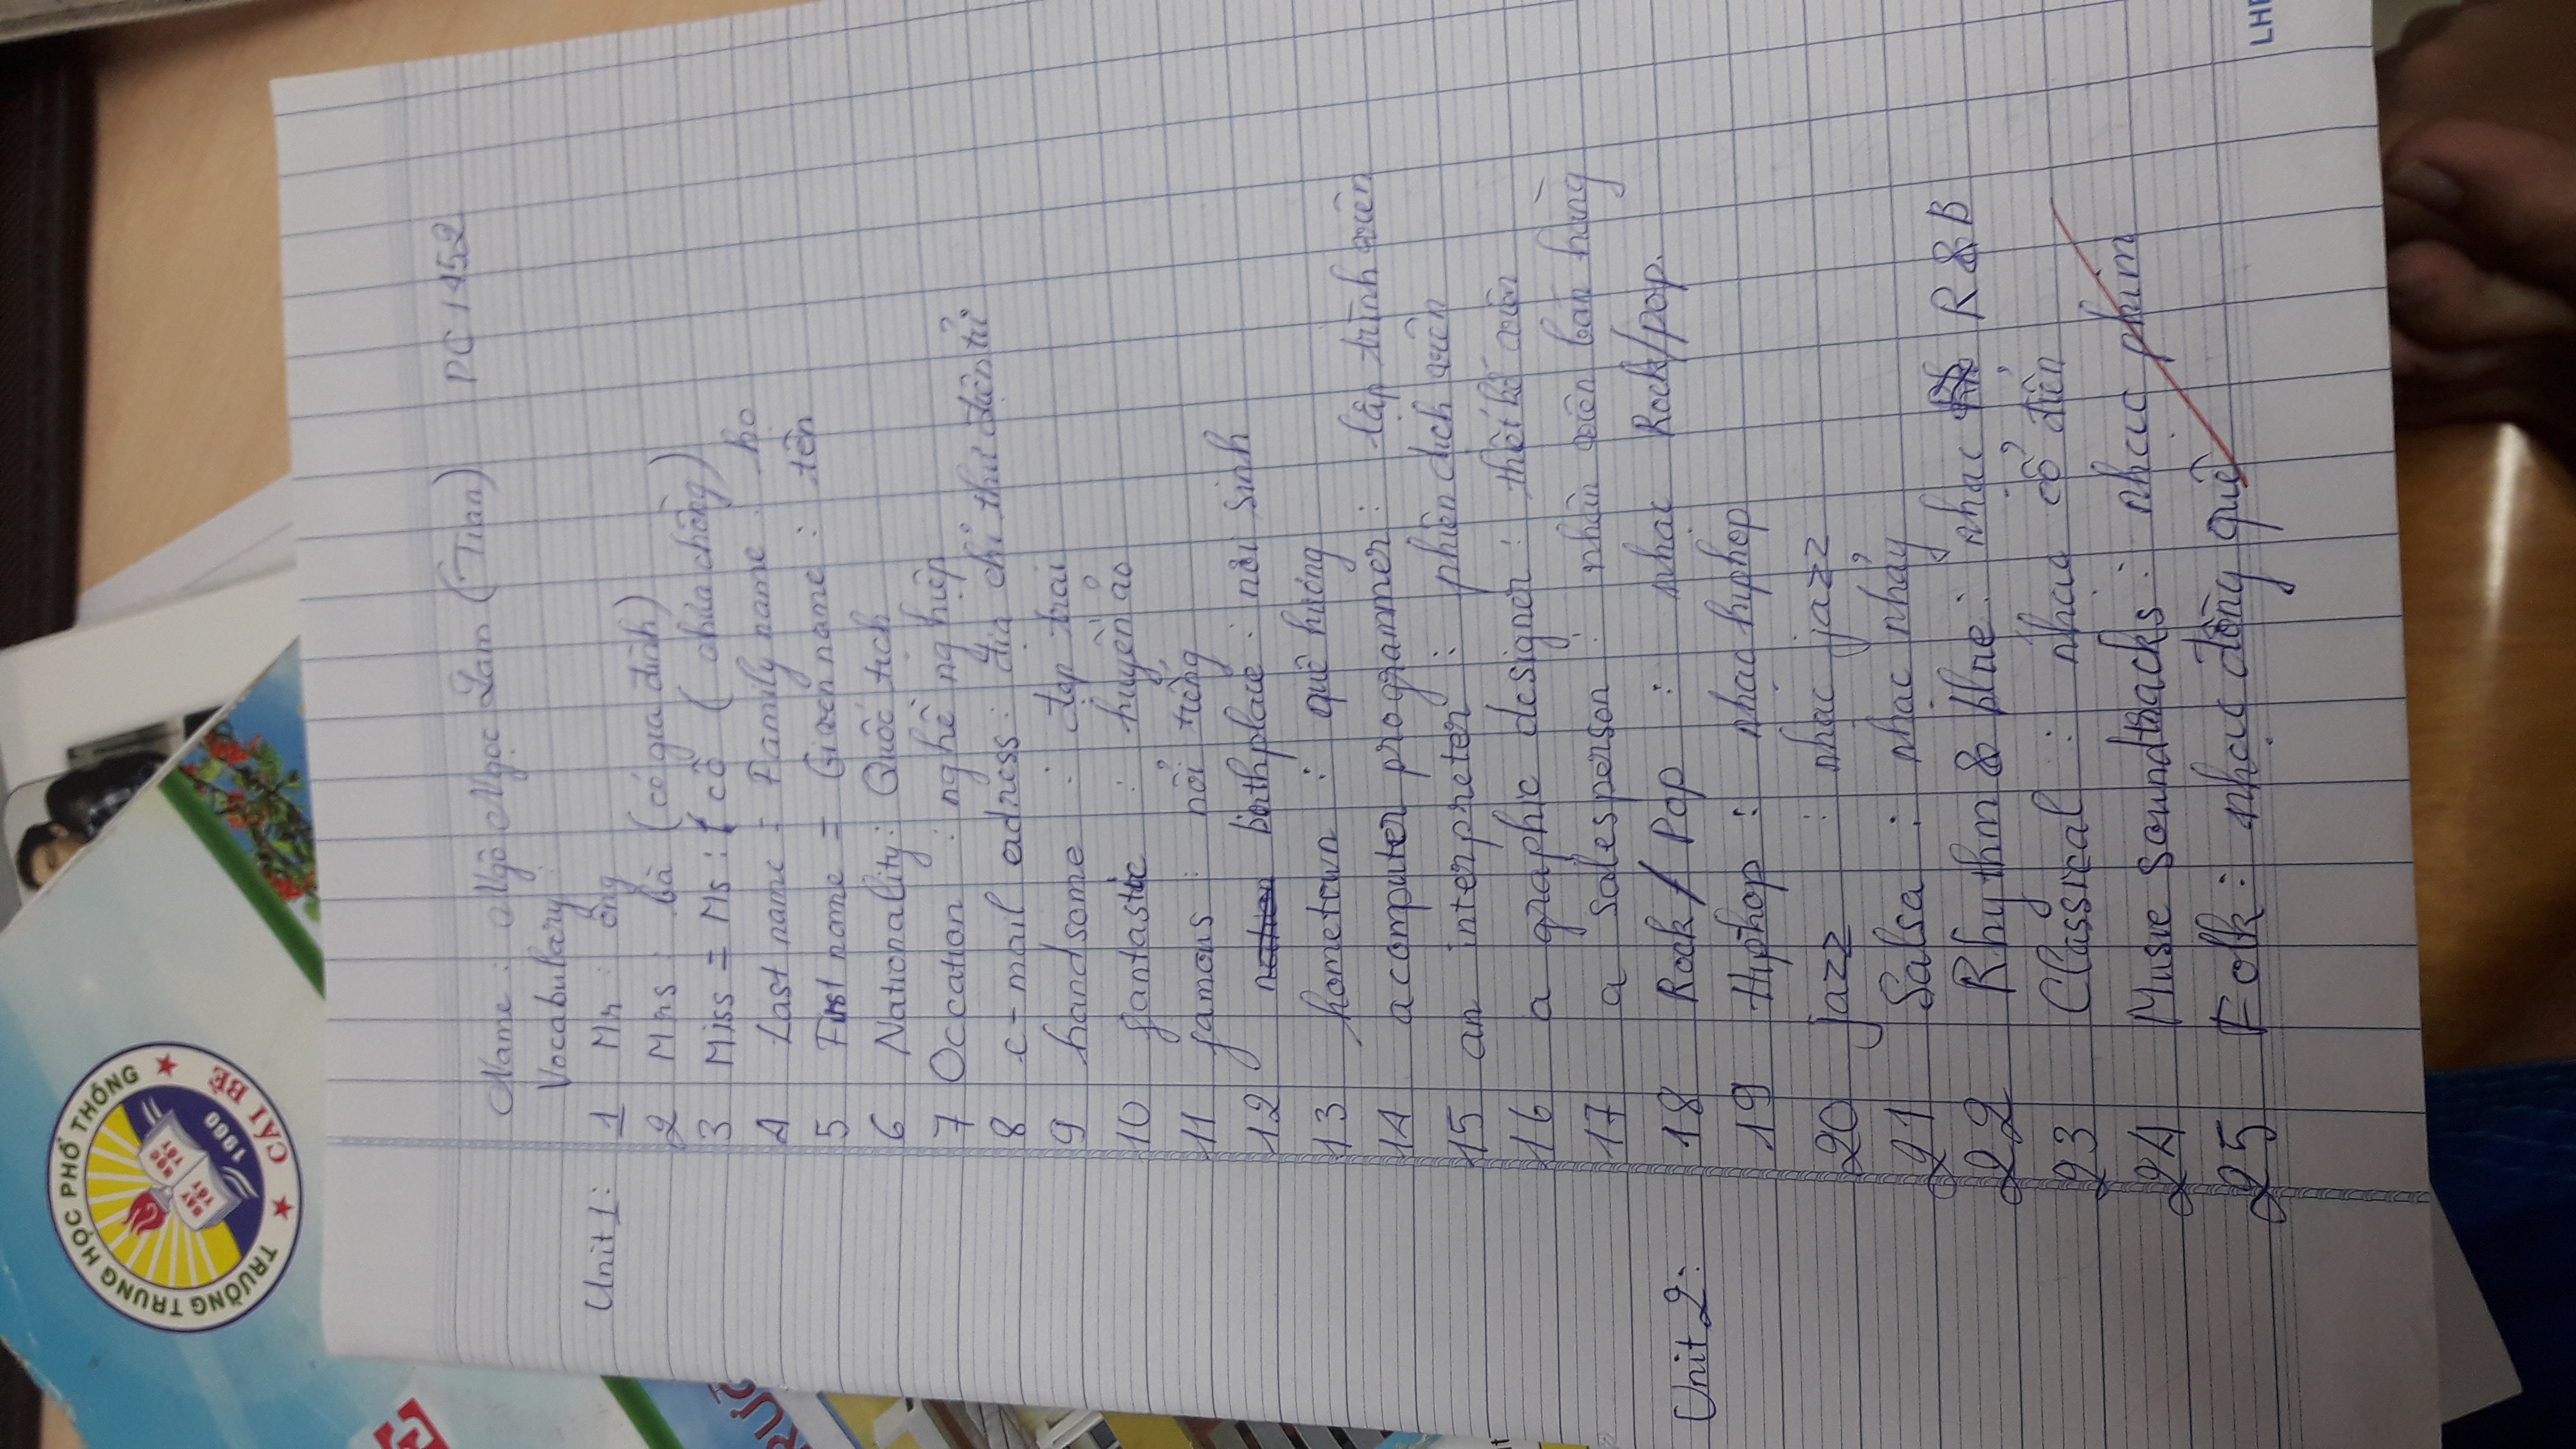 TRƯỜNG TRUNG HỌC PHỔ THÔNG
DẠY TỐT
HỌC TỐT
1960
★ CÁI BÈ ★
Name : Ngô Ngọc Lam (Tian)
Vocabulary :
Unit 1: 1 Mr : ông
2 Mrs : bà (có gia đình)
3 Miss = Ms : cô (chưa chồng)
4 Last name = Family name : họ
5 First name = Given name : tên
6 Nationality : Quốc tịch
7 Occation : nghề nghiệp
8 e-mail adress : địa chỉ thư điện tử
9 handsome : đẹp trai
10 fantastic : huyền ảo
11 famous : nổi tiếng
12 birthplace : nơi sinh
13 hometown : quê hương
14 a computer programmer : lập trình viên
15 an interpreter : phiên dịch viên
16 a graphic designer : thiết kế viên
17 a salesperson : nhân viên bán hàng
Unit 2: 18 Rock / Pop : nhạc Rock/pop.
19 Hiphop : nhạc hiphop
20 jazz : nhạc jazz
21 Salsa : nhạc nhảy
22 Rhythm & blue : nhạc R & B
23 Classical : nhạc cổ điển
24 Music soundtracks : nhạc phim
25 Folk : nhạc đồng quê